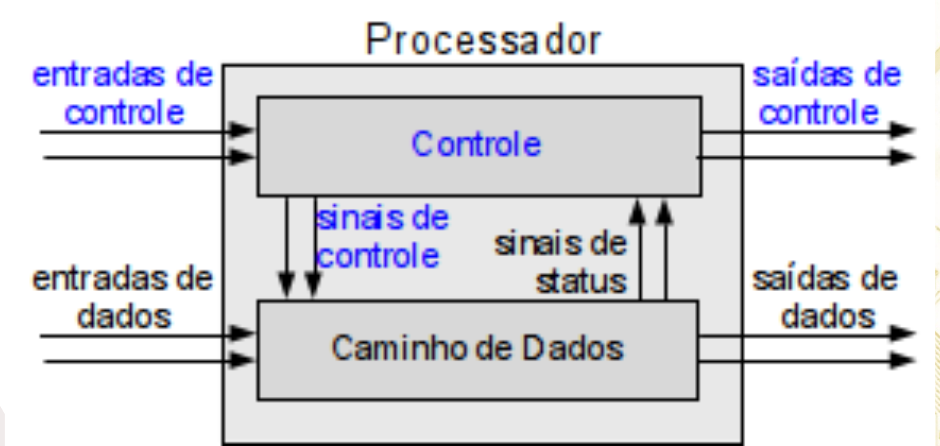 Processador
entradas de
controle
saídas de
controle
Controle
sinais de
controle
sinais de
status
entradas de
dados
saídas de
dados
Caminho de Dados